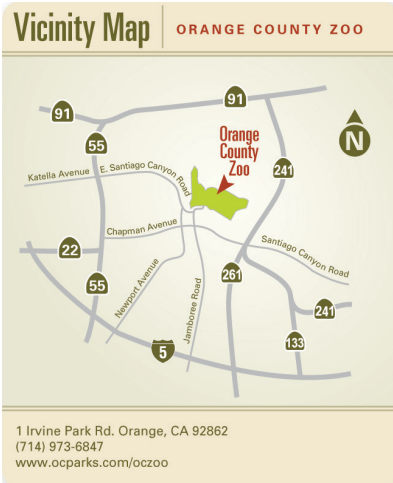 Vicinity Map
ORANGE COUNTY ZOO
91
91
N
55
Orange
County
Zoo
241
Katella Avenue
E. Santiago Canyon Road
Chapman Avenue
Santiago Canyon Road
22
55
Newport Avenue
Jamboree Road
261
241
133
5
1 Irvine Park Rd. Orange, CA 92862
(714) 973-6847
www.ocparks.com/oczoo